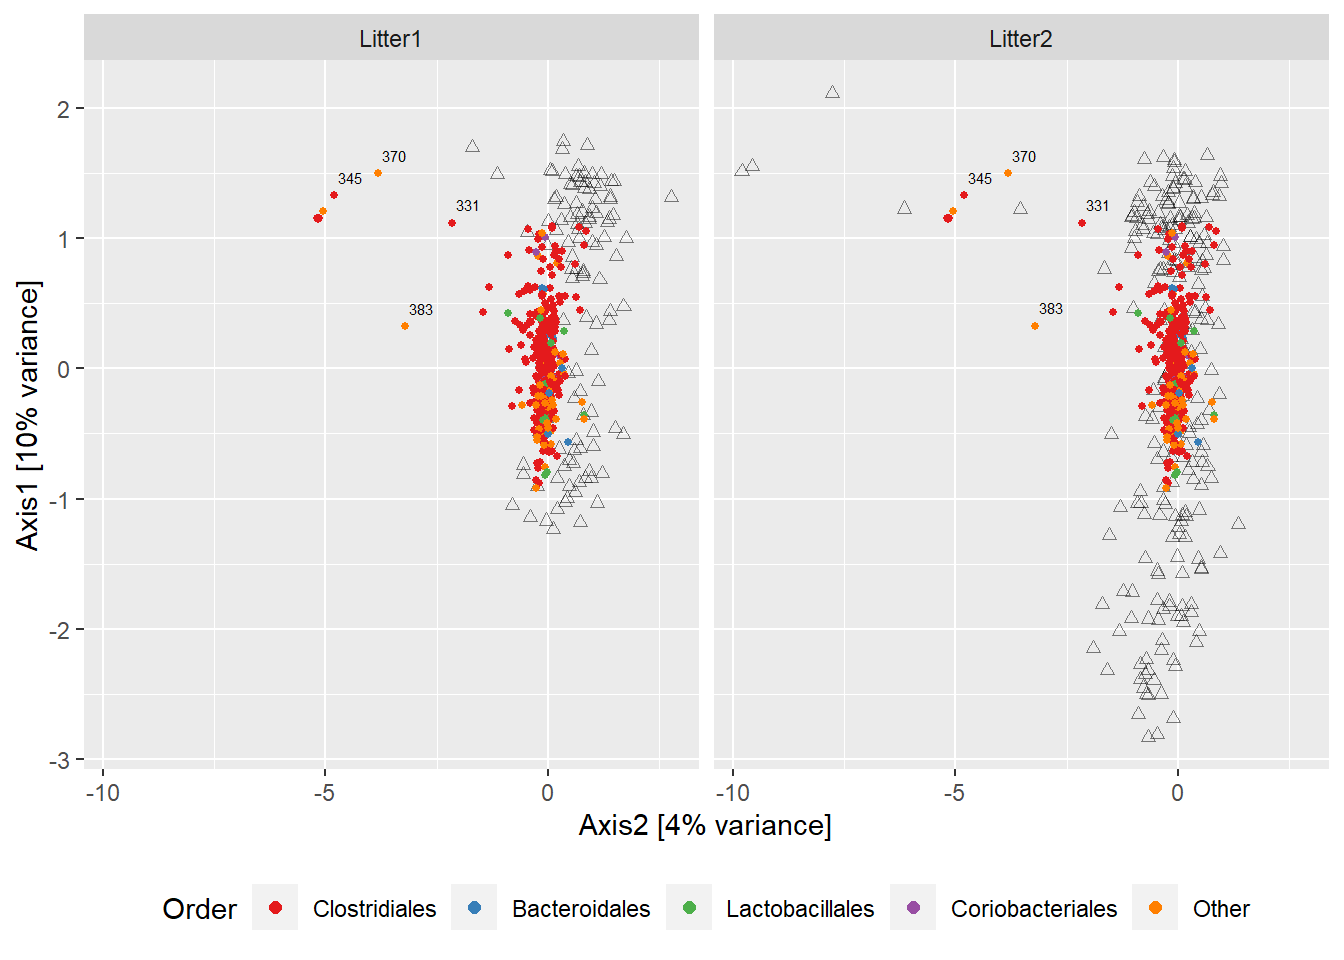 Litter1 Litter2
2
1
0
-1
-2
-3
370
345
331
383
370
345
331
383
-10 -5 0 -10 -5 0
Axis1 [10% variance]
Axis2 [4% variance]
Order Clostridiales Bacteroidales Lactobacillales Coriobacteriales Other